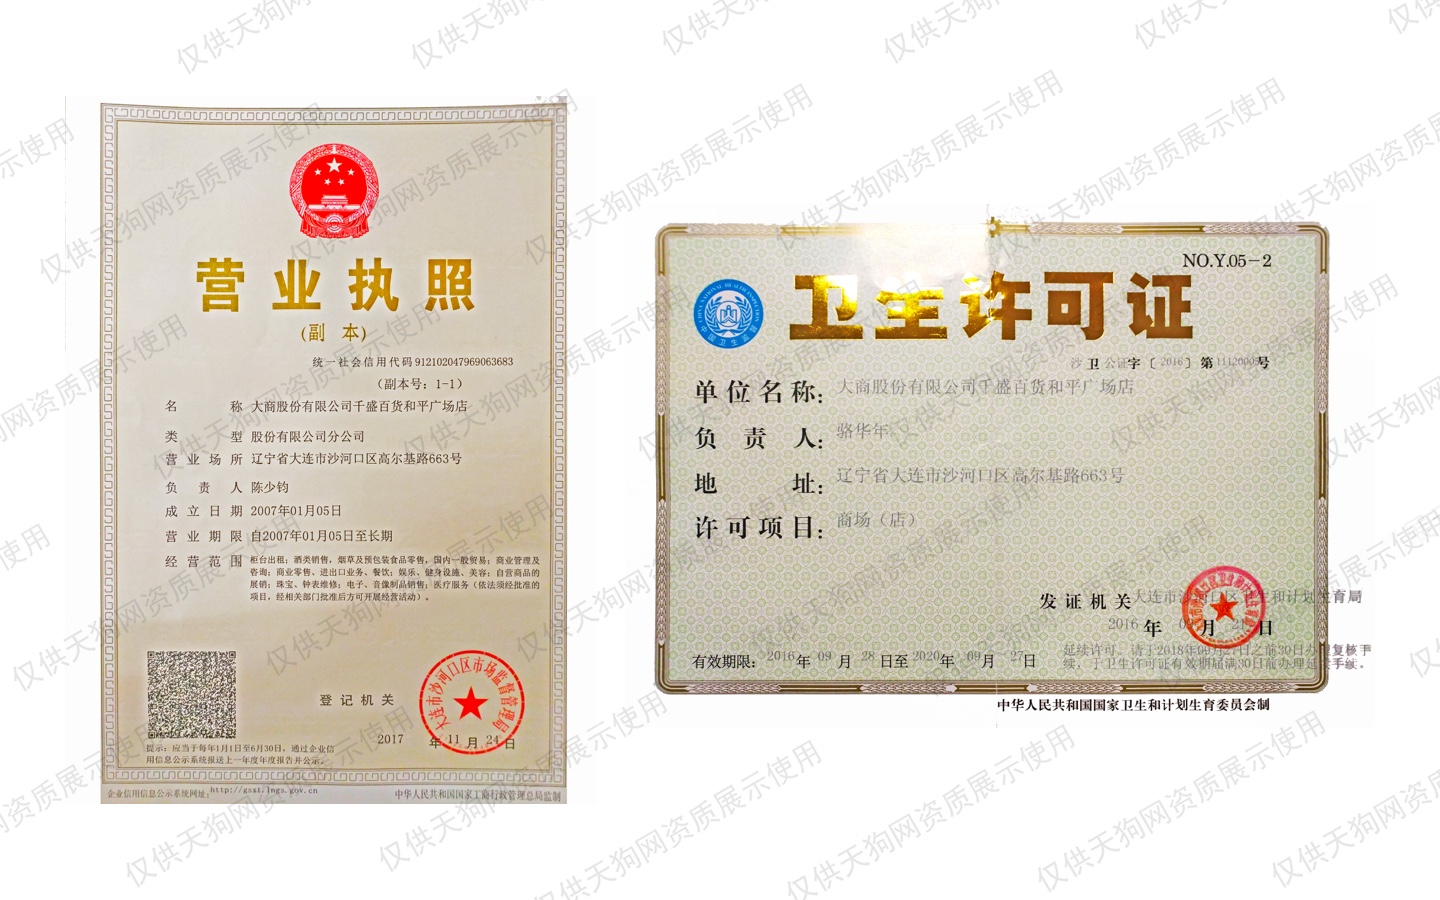 营业执照
(副 本)
统一社会信用代码 912102047969063683
(副本号: 1-1)
名 称 大商股份有限公司千盛百货和平广场店
类 型 股份有限公司分公司
营业场所 辽宁省大连市沙河口区高尔基路663号
负责人 陈少钧
成立日期 2007年01月05日
营业期限 自2007年01月05日至长期
经营范围 柜台出租; 酒类销售, 烟草及预包装食品零售, 国内一般贸易; 商业管理及
咨询; 商业零售、进出口业务、餐饮; 娱乐、健身设施、美容; 自营商品的
展销; 珠宝、钟表维修; 电子、音像制品销售; 医疗服务 (依法须经批准的
项目, 经相关部门批准后方可开展经营活动) 。
登记机关
大连市沙河口区市场监督管理局
2017 年 11 月 24 日
提示: 应当于每年1月1日至6月30日, 通过企业信
用信息公示系统报送上一年度年度报告并公示。
企业信用信息公示系统网址: http://gsxt.lngs.gov.cn
中华人民共和国国家工商行政管理总局监制
NO.Y.05-2
卫生许可证
中国卫生监督
沙 卫 公证字〔2016〕第1112000号
单位名称: 大商股份有限公司千盛百货和平广场店
负责人: 骆华年
地址: 辽宁省大连市沙河口区高尔基路663号
许可项目: 商场（店）
发证机关 大连市沙河口区卫生和计划生育局
2016 年 09 月 21 日
有效期限: 2016年 09 月 28 日至 2020年 09月 27日
延续许可, 请于2018年09月27日之前30日办理复核手
续, 于卫生许可证有效期届满30日前办理延续手续。
中华人民共和国国家卫生和计划生育委员会制
仅供天狗网资质展示使用